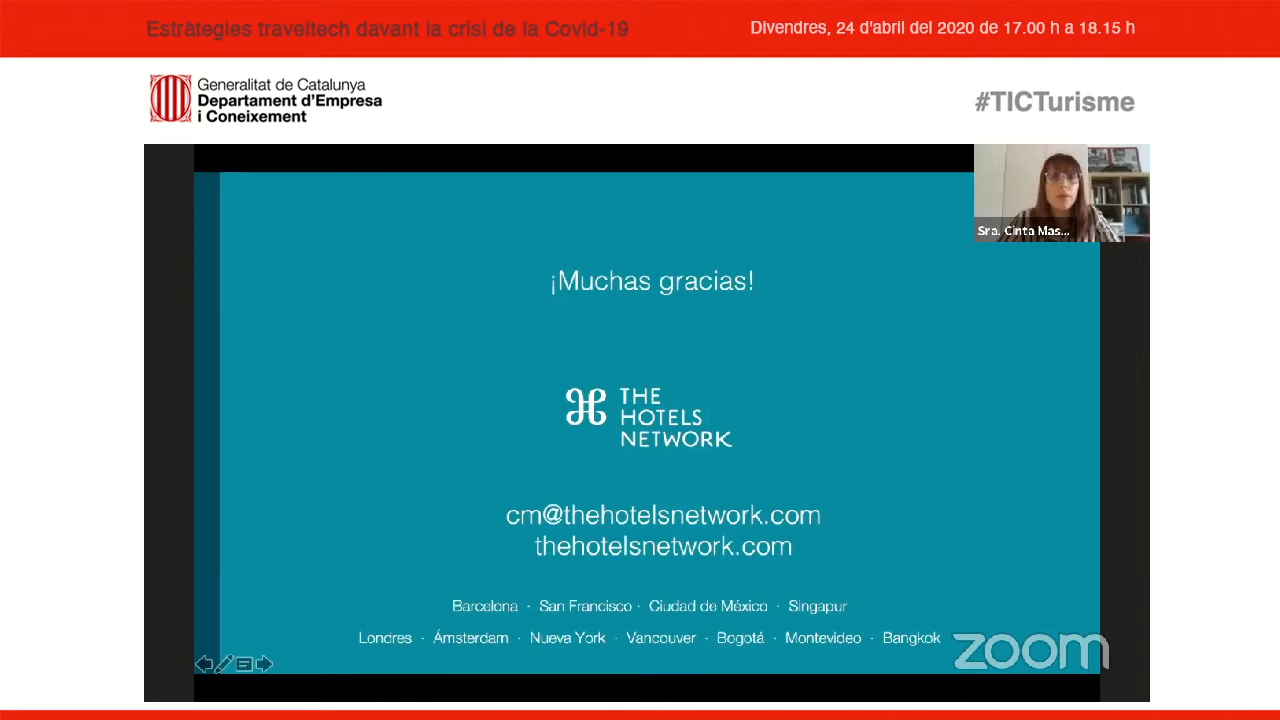 Estràtegies traveltech davant la crisi de la Covid-19
Divendres, 24 d'abril del 2020 de 17.00 h a 18.15 h
Generalitat de Catalunya
Departament d'Empresa
i Coneixement
#TICTurisme
Sra. Cinta Mas...
¡Muchas gracias!
THE
HOTELS
NETWORK
cm@thehotelsnetwork.com
thehotelsnetwork.com
Barcelona · San Francisco · Ciudad de México · Singapur
Londres · Ámsterdam · Nueva York · Vancouver · Bogotá · Montevideo · Bangkok
zoom